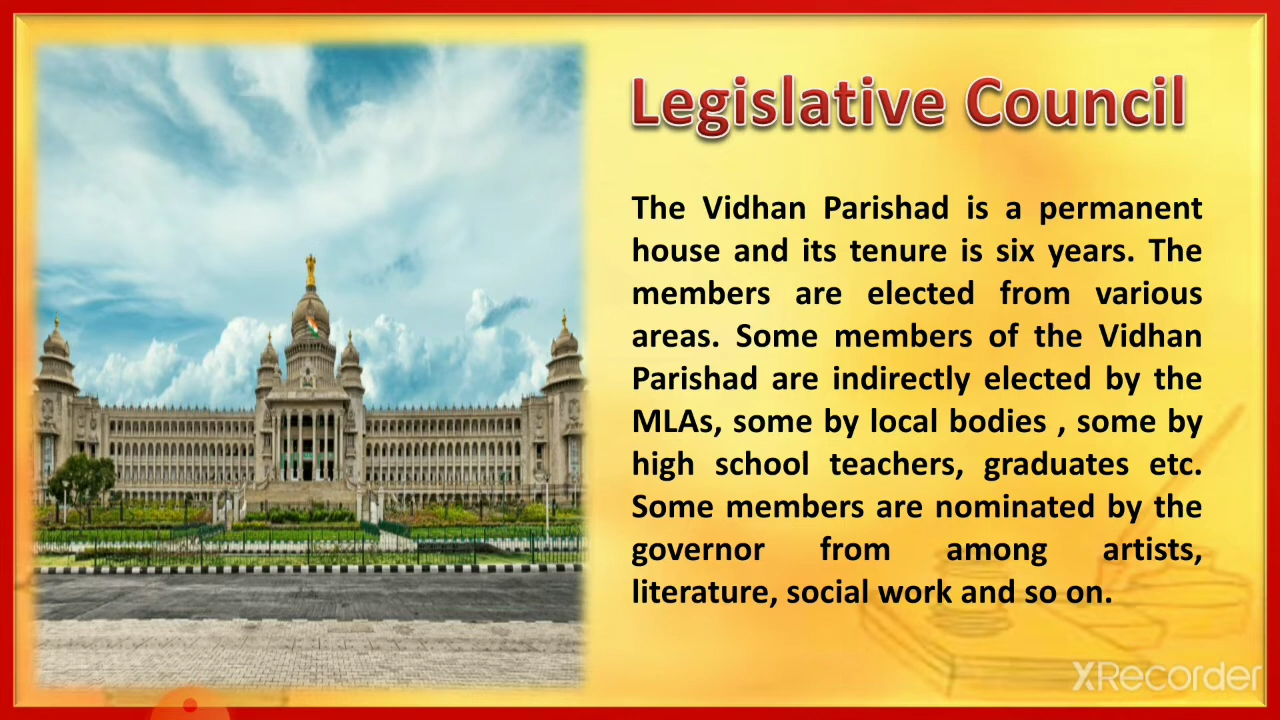 Legislative Council
The Vidhan Parishad is a permanent
house and its tenure is six years. The
members are elected from various
areas. Some members of the Vidhan
Parishad are indirectly elected by the
MLAs, some by local bodies , some by
high school teachers, graduates etc.
Some members are nominated by the
governor from among artists,
literature, social work and so on.
XRecorder